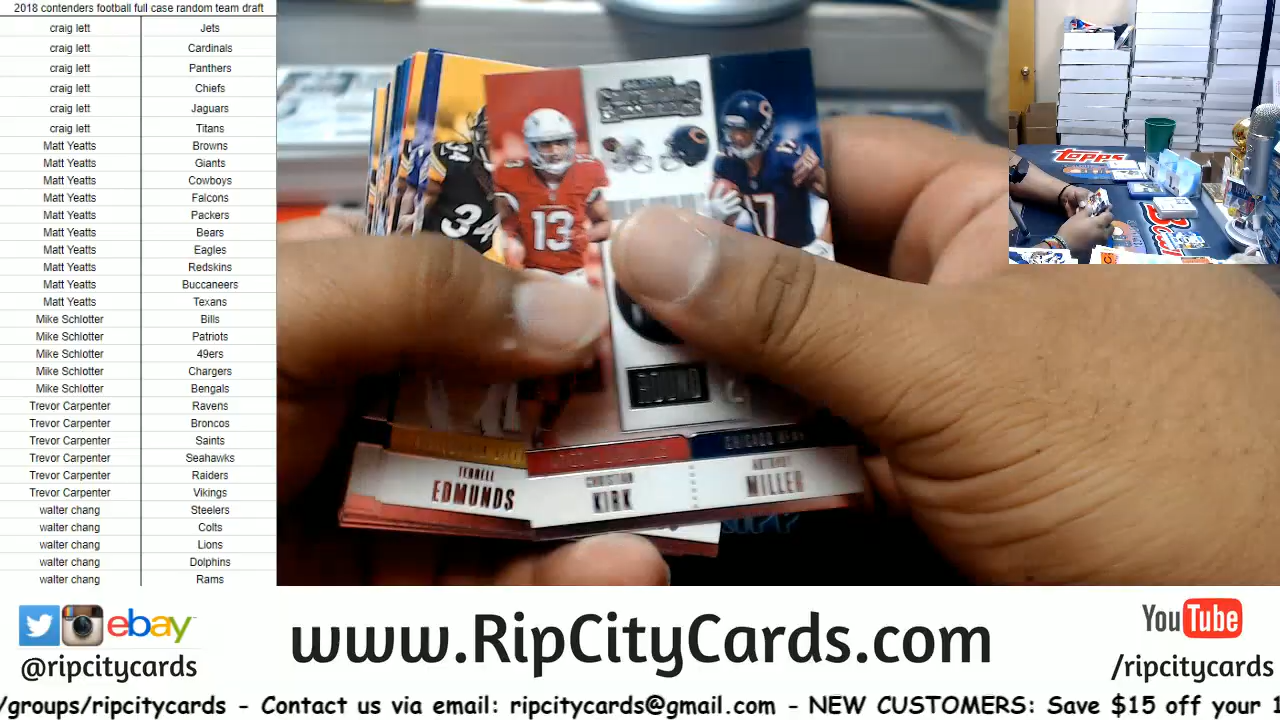 2018 contenders football full case random team draft
craig lett Jets
craig lett Cardinals
craig lett Panthers
craig lett Chiefs
craig lett Jaguars
craig lett Titans
Matt Yeatts Browns
Matt Yeatts Giants
Matt Yeatts Cowboys
Matt Yeatts Falcons
Matt Yeatts Packers
Matt Yeatts Bears
Matt Yeatts Eagles
Matt Yeatts Redskins
Matt Yeatts Buccaneers
Matt Yeatts Texans
Mike Schlotter Bills
Mike Schlotter Patriots
Mike Schlotter 49ers
Mike Schlotter Chargers
Mike Schlotter Bengals
Trevor Carpenter Ravens
Trevor Carpenter Broncos
Trevor Carpenter Saints
Trevor Carpenter Seahawks
Trevor Carpenter Raiders
Trevor Carpenter Vikings
walter chang Steelers
walter chang Colts
walter chang Lions
walter chang Dolphins
walter chang Rams
34
34
13
17
ROUND
TERRELL
EDMUNDS
CHRISTIAN
KIRK
ANTHONY
MILLER
topps
ebay
@ripcitycards
www.RipCityCards.com
YouTube
/ripcitycards
/groups/ripcitycards - Contact us via email: ripcitycards@gmail.com - NEW CUSTOMERS: Save $15 off your